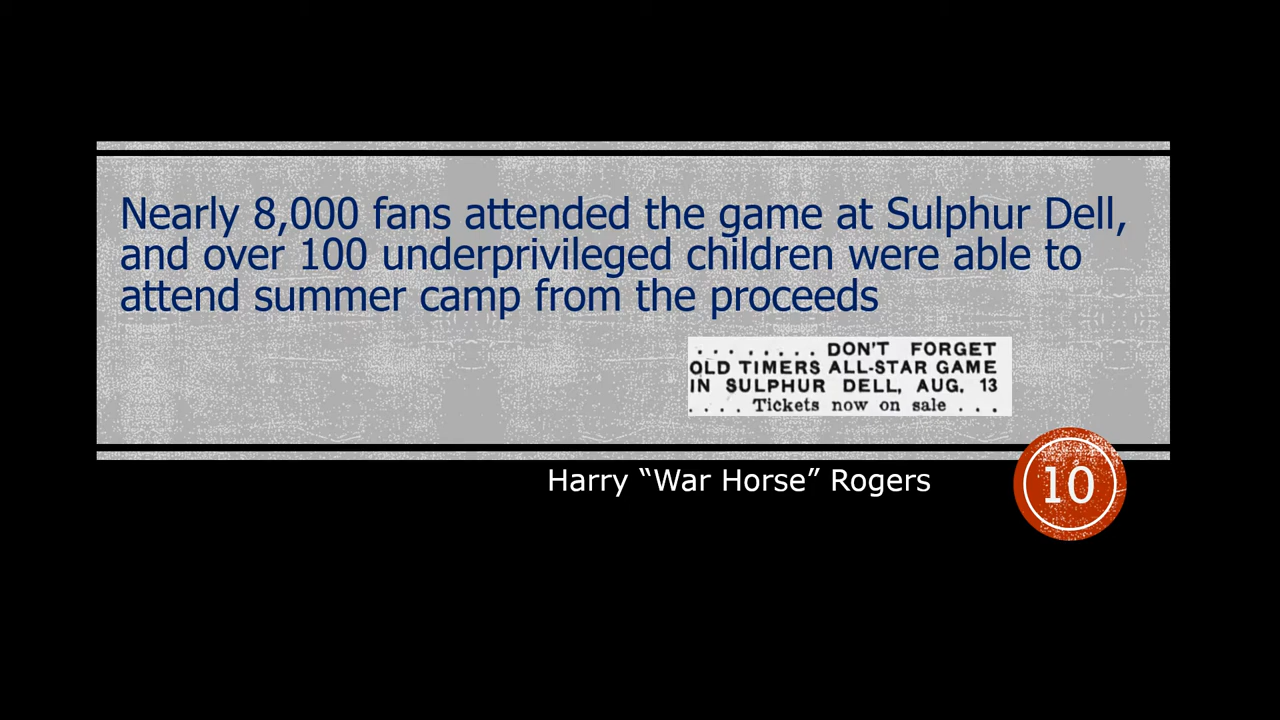 Nearly 8,000 fans attended the game at Sulphur Dell,
and over 100 underprivileged children were able to
attend summer camp from the proceeds
. . . . . . . . DON'T FORGET
OLD TIMERS ALL-STAR GAME
IN SULPHUR DELL, AUG. 13
. . . . Tickets now on sale . . .
Harry “War Horse” Rogers
10